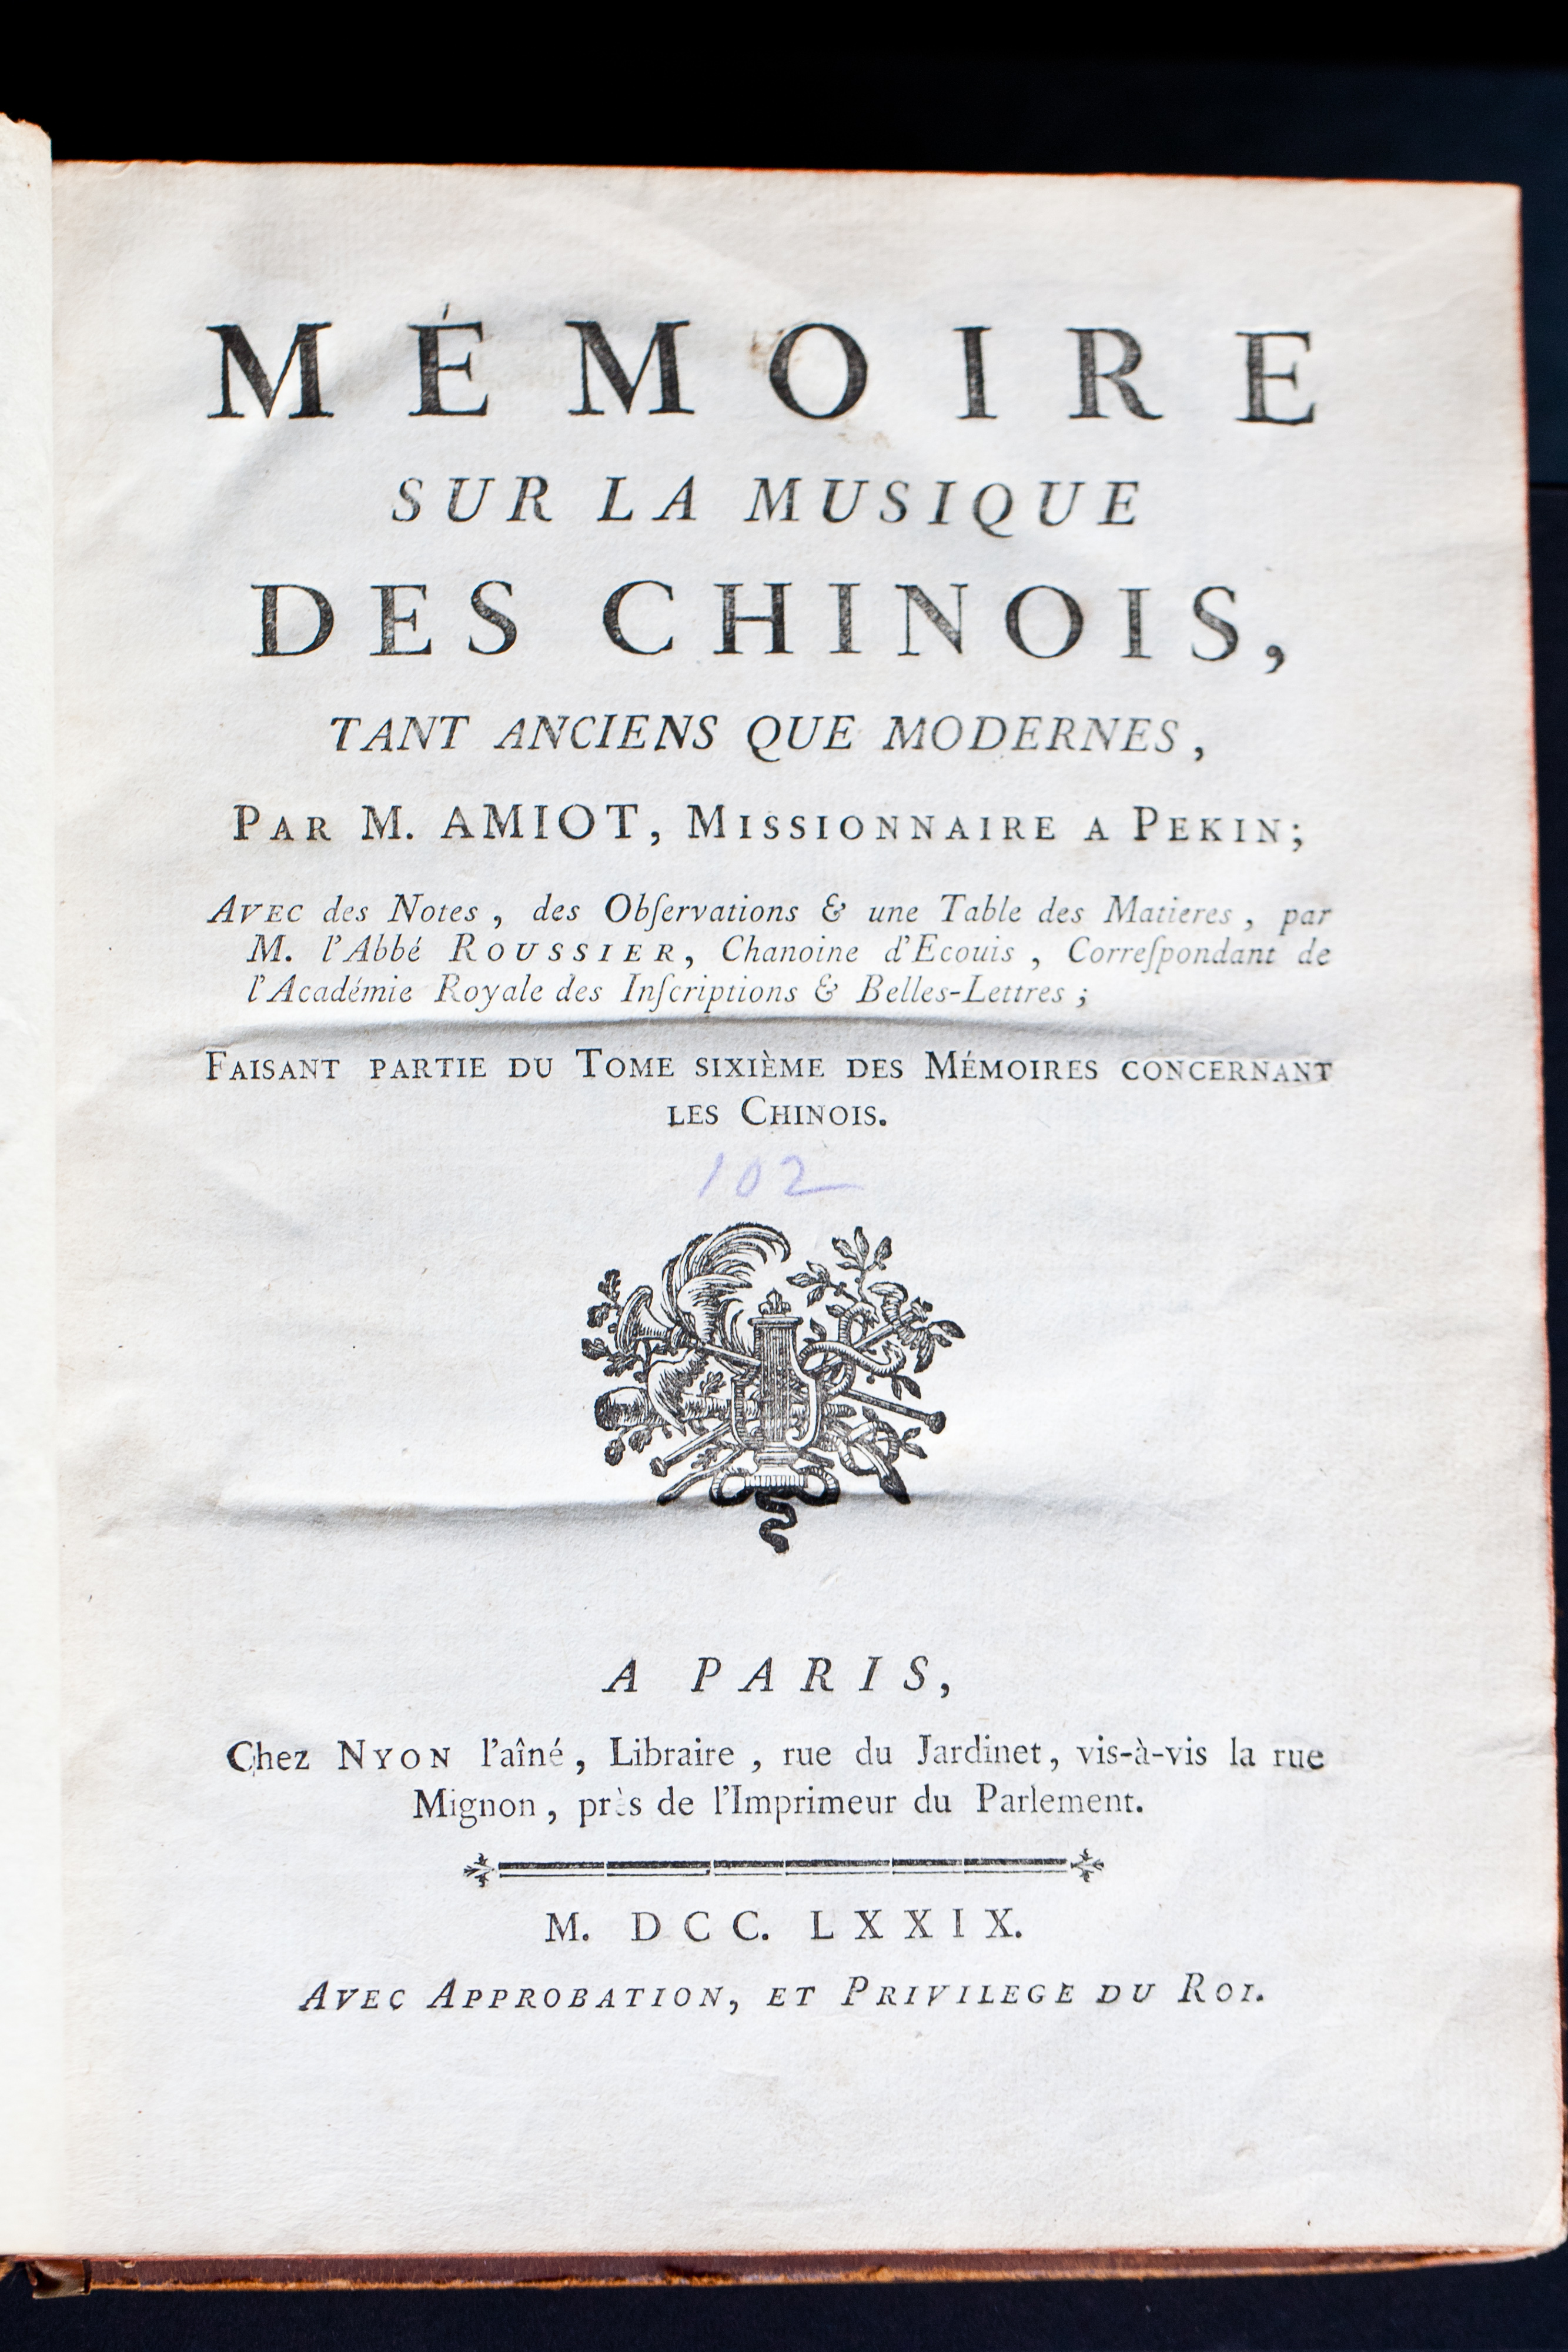 MÉMOIRE
SUR LA MUSIQUE
DES CHINOIS,
TANT ANCIENS QUE MODERNES,
PAR M. AMIOT, MISSIONNAIRE A PEKIN;
AVEC des Notes, des Obſervations & une Table des Matieres, par
M. l'Abbé ROUSSIER, Chanoine d'Ecouis, Correſpondant de
l'Académie Royale des Inſcriptions & Belles-Lettres;
FAISANT PARTIE DU TOME SIXIÈME DES MÉMOIRES CONCERNANT
LES CHINOIS.
102
A PARIS,
Chez NYON l'aîné, Libraire, rue du Jardinet, vis-à-vis la rue
Mignon, près de l'Imprimeur du Parlement.
M. DCC. LXXIX.
AVEC APPROBATION, ET PRIVILEGE DU ROI.